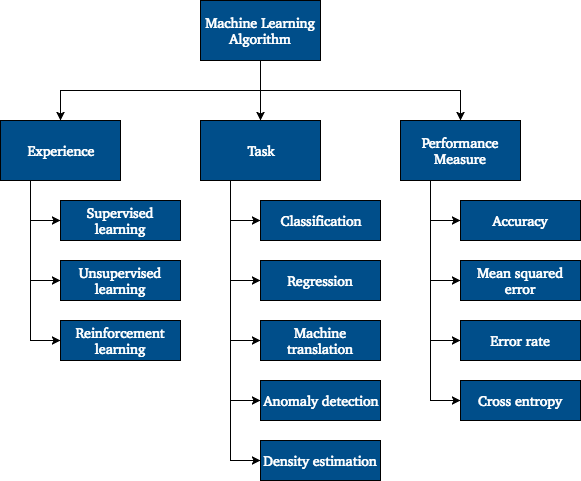 Machine Learning
Algorithm
Experience
Task
Performance
Measure
Supervised
learning
Unsupervised
learning
Reinforcement
learning
Classification
Regression
Machine
translation
Anomaly detection
Density estimation
Accuracy
Mean squared
error
Error rate
Cross entropy